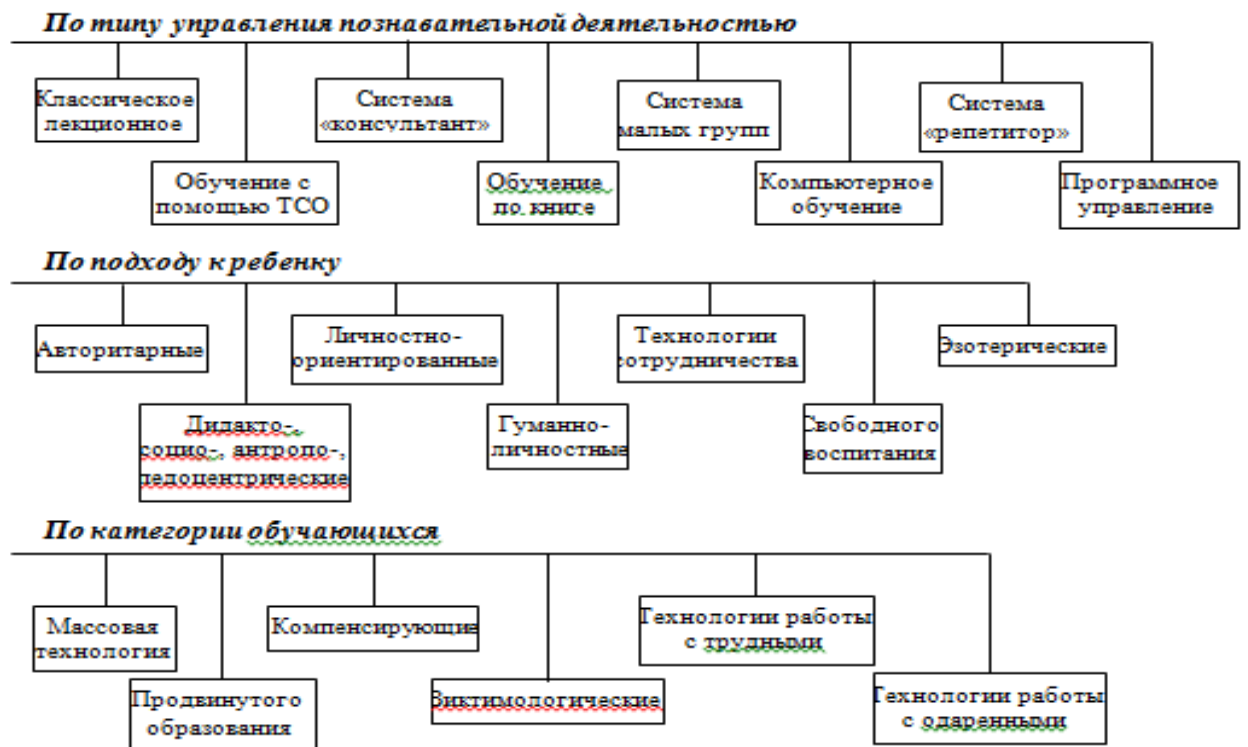 По типу управления познавательной деятельностью
Классическое
лекционное
Система
«консультант»
Система
малых групп
Система
«репетитор»
Обучение с
помощью ТСО
Обучение
по книге
Компьютерное
обучение
Программное
управление
По подходу к ребенку
Авторитарные
Личностно-
ориентированные
Технологии
сотрудничества
Эзотерические
Дидакто-,
социо-, антропо-,
педоцентрические
Гуманно-
личностные
Свободного
воспитания
По категории обучающихся
Массовая
технология
Компенсирующие
Технологии работы
с трудными
Продвинутого
образования
Виктимологические
Технологии работы
с одаренными